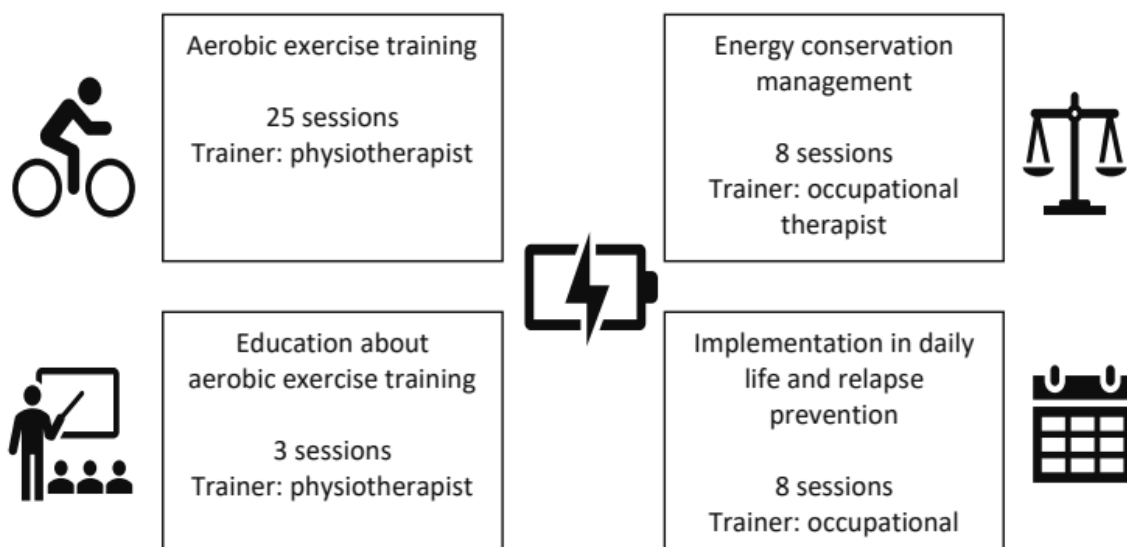 Aerobic exercise training
25 sessions
Trainer: physiotherapist
Energy conservation
management
8 sessions
Trainer: occupational
therapist
Education about
aerobic exercise training
3 sessions
Trainer: physiotherapist
Implementation in daily
life and relapse
prevention
8 sessions
Trainer: occupational